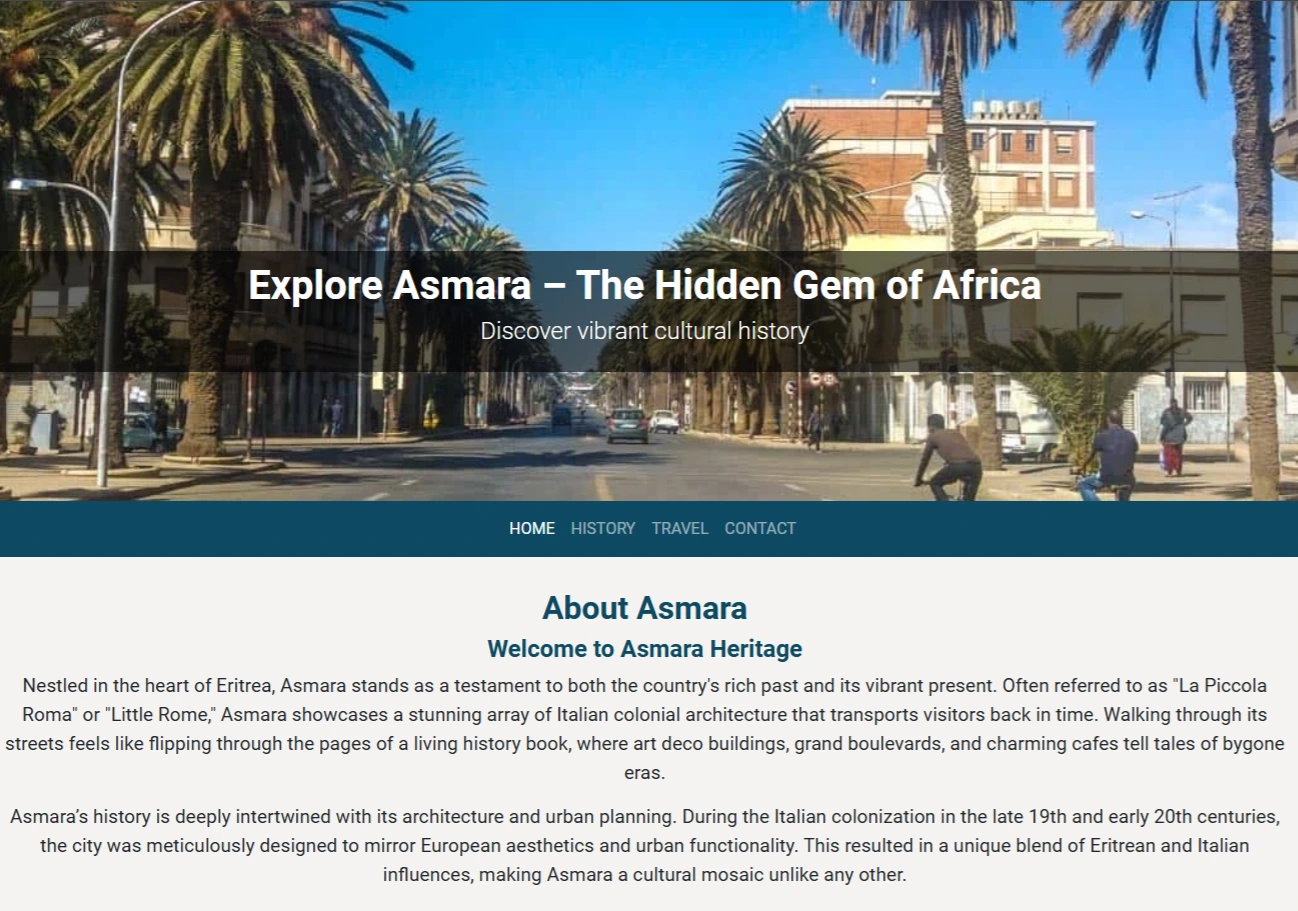 Explore Asmara – The Hidden Gem of Africa
Discover vibrant cultural history
HOME HISTORY TRAVEL CONTACT
About Asmara
Welcome to Asmara Heritage
Nestled in the heart of Eritrea, Asmara stands as a testament to both the country's rich past and its vibrant present. Often referred to as "La Piccola
Roma" or "Little Rome," Asmara showcases a stunning array of Italian colonial architecture that transports visitors back in time. Walking through its
streets feels like flipping through the pages of a living history book, where art deco buildings, grand boulevards, and charming cafes tell tales of bygone
eras.
Asmara’s history is deeply intertwined with its architecture and urban planning. During the Italian colonization in the late 19th and early 20th centuries,
the city was meticulously designed to mirror European aesthetics and urban functionality. This resulted in a unique blend of Eritrean and Italian
influences, making Asmara a cultural mosaic unlike any other.